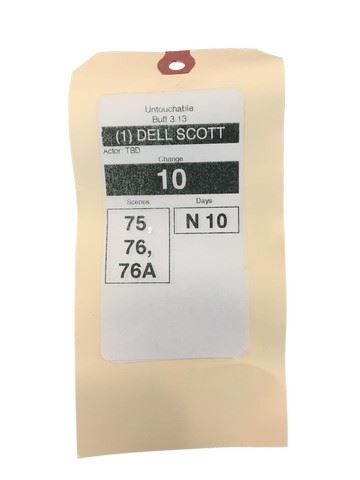 Untouchable
Buff 3.13
(1) DELL SCOTT
Actor: TBD
Change
10
Scenes Days
75, N 10
76,
76A